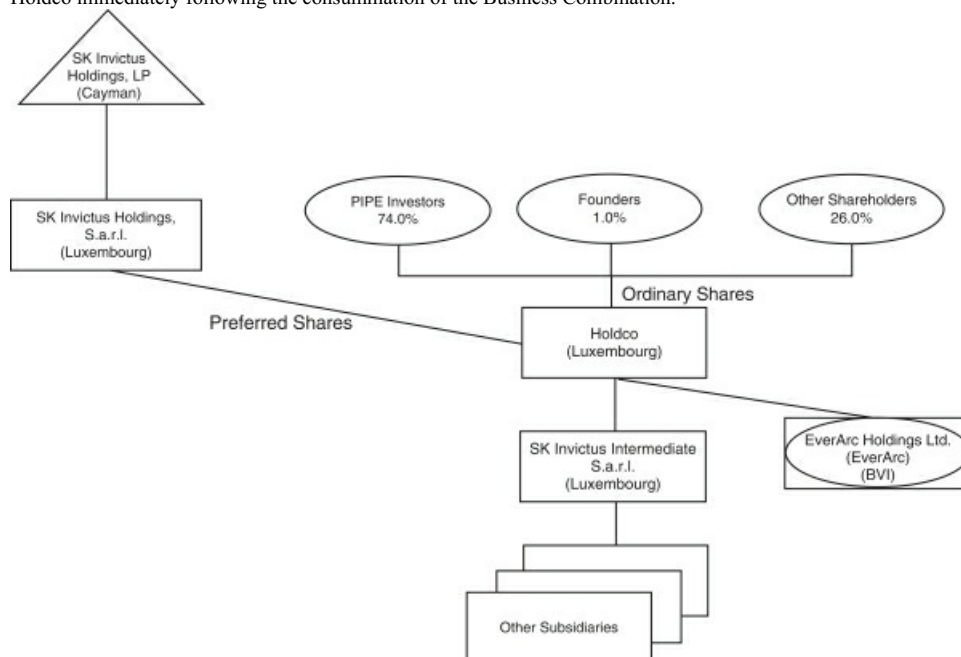 Holdco immediately following the consummation of the Business Combination.
SK Invictus
Holdings, LP
(Cayman)
SK Invictus Holdings,
S.a.r.l.
(Luxembourg)
PIPE Investors
74.0%
Founders
1.0%
Other Shareholders
26.0%
Ordinary Shares
Preferred Shares
Holdco
(Luxembourg)
SK Invictus Intermediate
S.a.r.l.
(Luxembourg)
EverArc Holdings Ltd.
(EverArc)
(BVI)
Other Subsidiaries